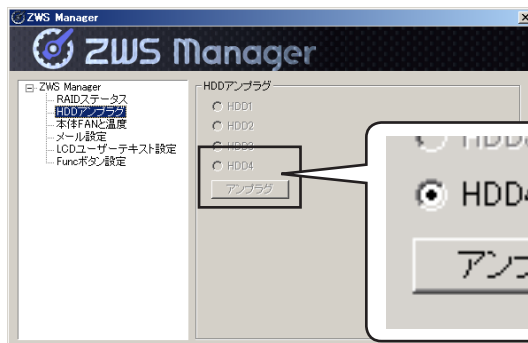 ZWS Manager
ZWS Manager
ZWS Manager
RAIDステータス
HDDアンプラグ
本体FANと温度
メール設定
LCDユーザーテキスト設定
Funcボタン設定
HDDアンプラグ
HDD1
HDD2
HDD3
HDD4
アンプラグ
HDD4
アンプ